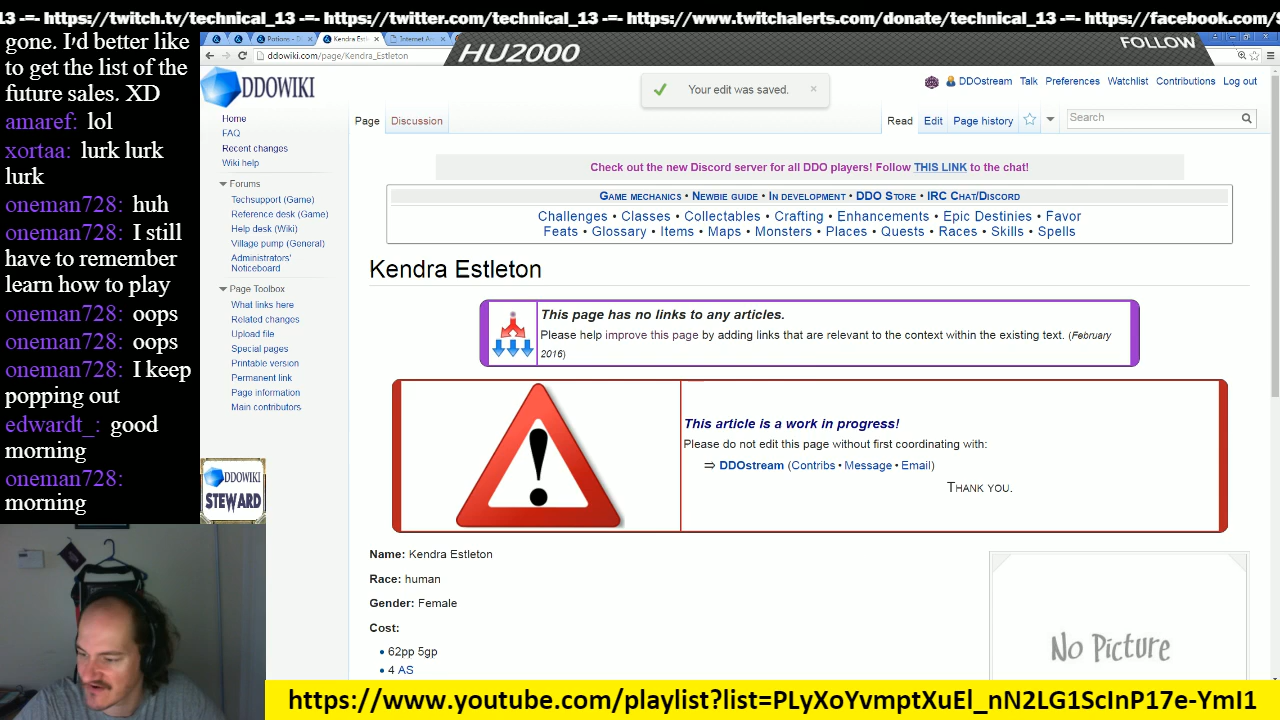 13 -=- https://twitch.tv/technical_13 -=- https://twitter.com/technical_13 -=- https://www.twitchalerts.com/donate/technical_13 -=- https://facebook.com/
gone. I'd better like
to get the list of the
future sales. XD
amaref: lol
xortaa: lurk lurk
lurk
oneman728: huh
oneman728: I still
have to remember
learn how to play
oneman728: oops
oneman728: oops
oneman728: I keep
popping out
edwardt_: good
morning
oneman728:
morning
Potions - D
Kendra Est
Internet A
ddowiki.com/page/Kendra_Estleton
HU2000
FOLLOW
DDOWIKI
Your edit was saved.
DDOstream Talk Preferences Watchlist Contributions Log out
Page Discussion
Read Edit Page history
Search
Home
FAQ
Recent changes
Wiki help
Forums
Techsupport (Game)
Reference desk (Game)
Help desk (Wiki)
Village pump (General)
Administrators'
Noticeboard
Page Toolbox
What links here
Related changes
Upload file
Special pages
Printable version
Permanent link
Page information
Main contributors
DDOWIKI
STEWARD
Check out the new Discord server for all DDO players! Follow THIS LINK to the chat!
Game mechanics • Newbie guide • In development • DDO Store • IRC Chat/Discord
Challenges • Classes • Collectables • Crafting • Enhancements • Epic Destinies • Favor
Feats • Glossary • Items • Maps • Monsters • Places • Quests • Races • Skills • Spells
Kendra Estleton
This page has no links to any articles.
Please help improve this page by adding links that are relevant to the context within the existing text. (February
2016)
This article is a work in progress!
Please do not edit this page without first coordinating with:
⇒ DDOstream (Contribs • Message • Email)
Thank you.
Name: Kendra Estleton
Race: human
Gender: Female
Cost:
• 62pp 5gp
• 4 AS
No Picture
https://www.youtube.com/playlist?list=PLyXoYvmptXuEl_nN2LG1ScInP17e-YmI1